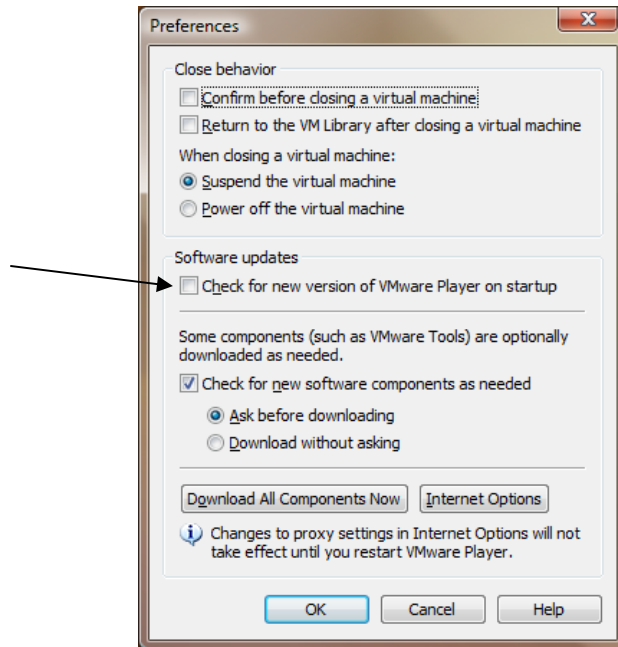 Preferences
Close behavior
Confirm before closing a virtual machine
Return to the VM Library after closing a virtual machine
When closing a virtual machine:
Suspend the virtual machine
Power off the virtual machine
Software updates
Check for new version of VMware Player on startup
Some components (such as VMware Tools) are optionally
downloaded as needed.
Check for new software components as needed
Ask before downloading
Download without asking
Download All Components Now Internet Options
Changes to proxy settings in Internet Options will not
take effect until you restart VMware Player.
OK Cancel Help